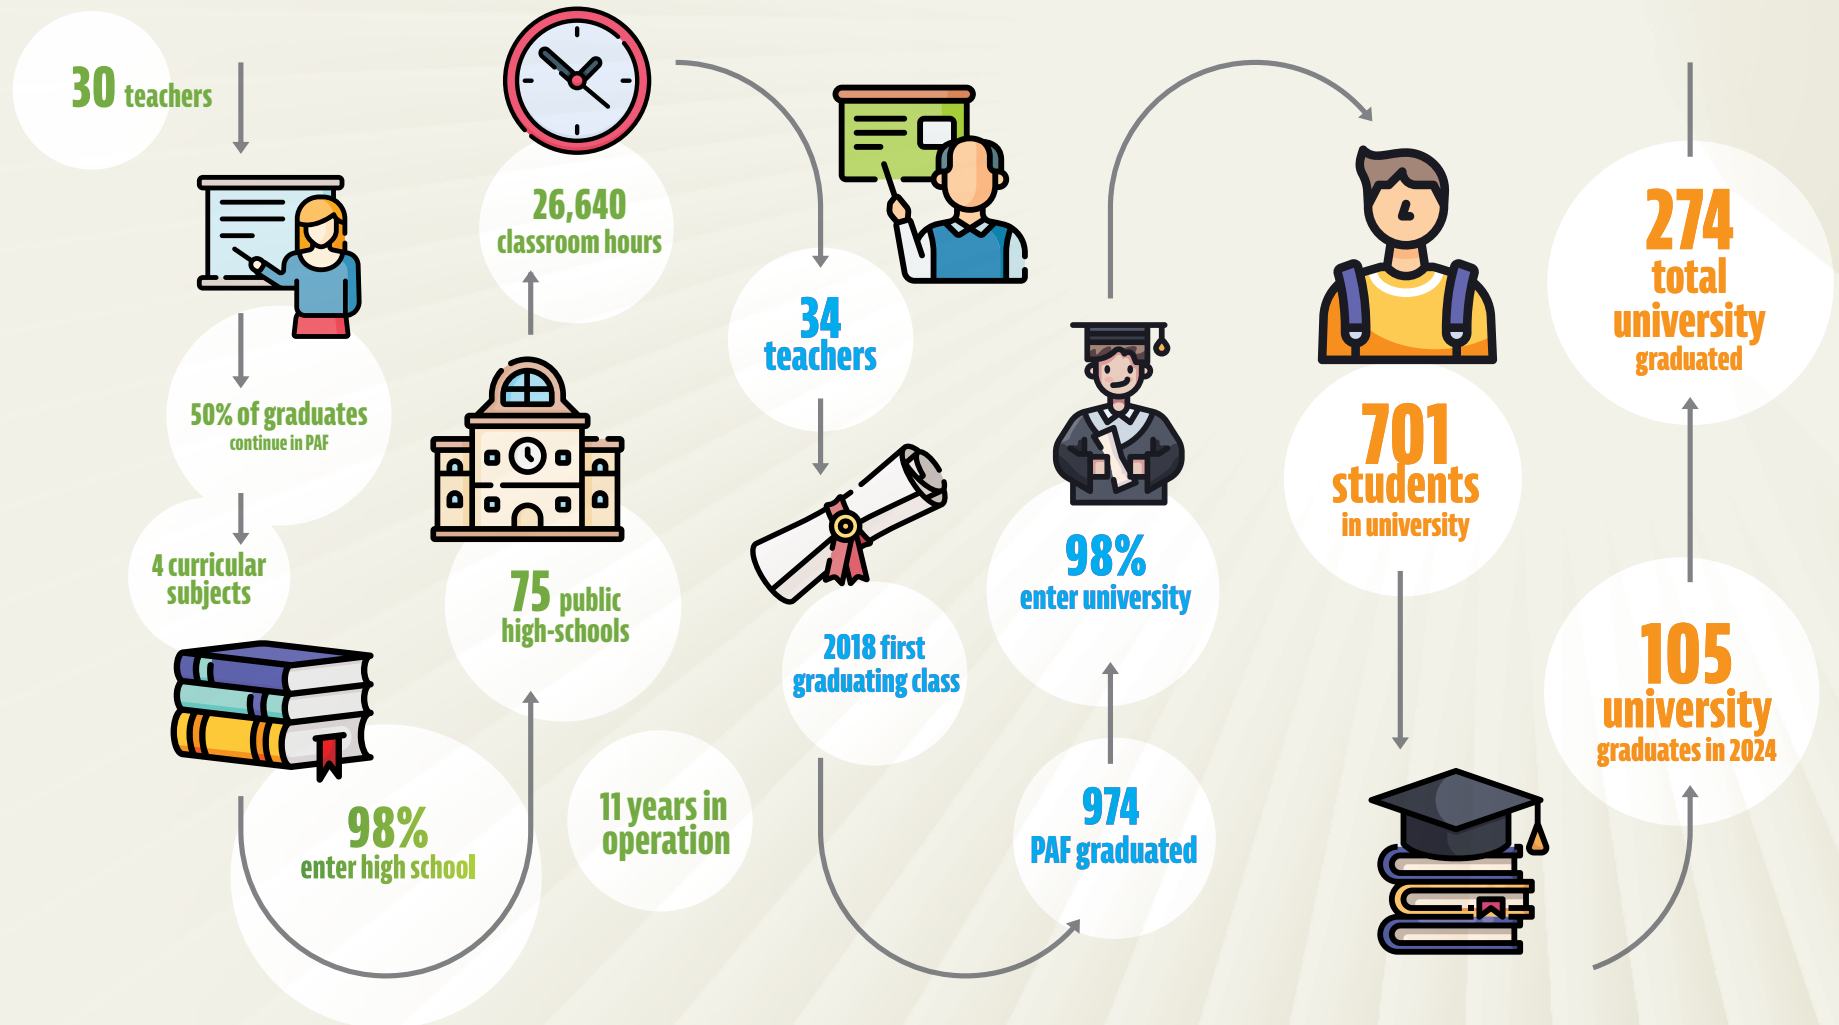 30 teachers
50% of graduates
continue in PAF
4 curricular
subjects
98%
enter high school
75 public
high-schools
26,640
classroom hours
11 years in
operation
34
teachers
2018 first
graduating class
974
PAF graduated
98%
enter university
701
students
in university
105
university
graduates in 2024
274
total
university
graduated